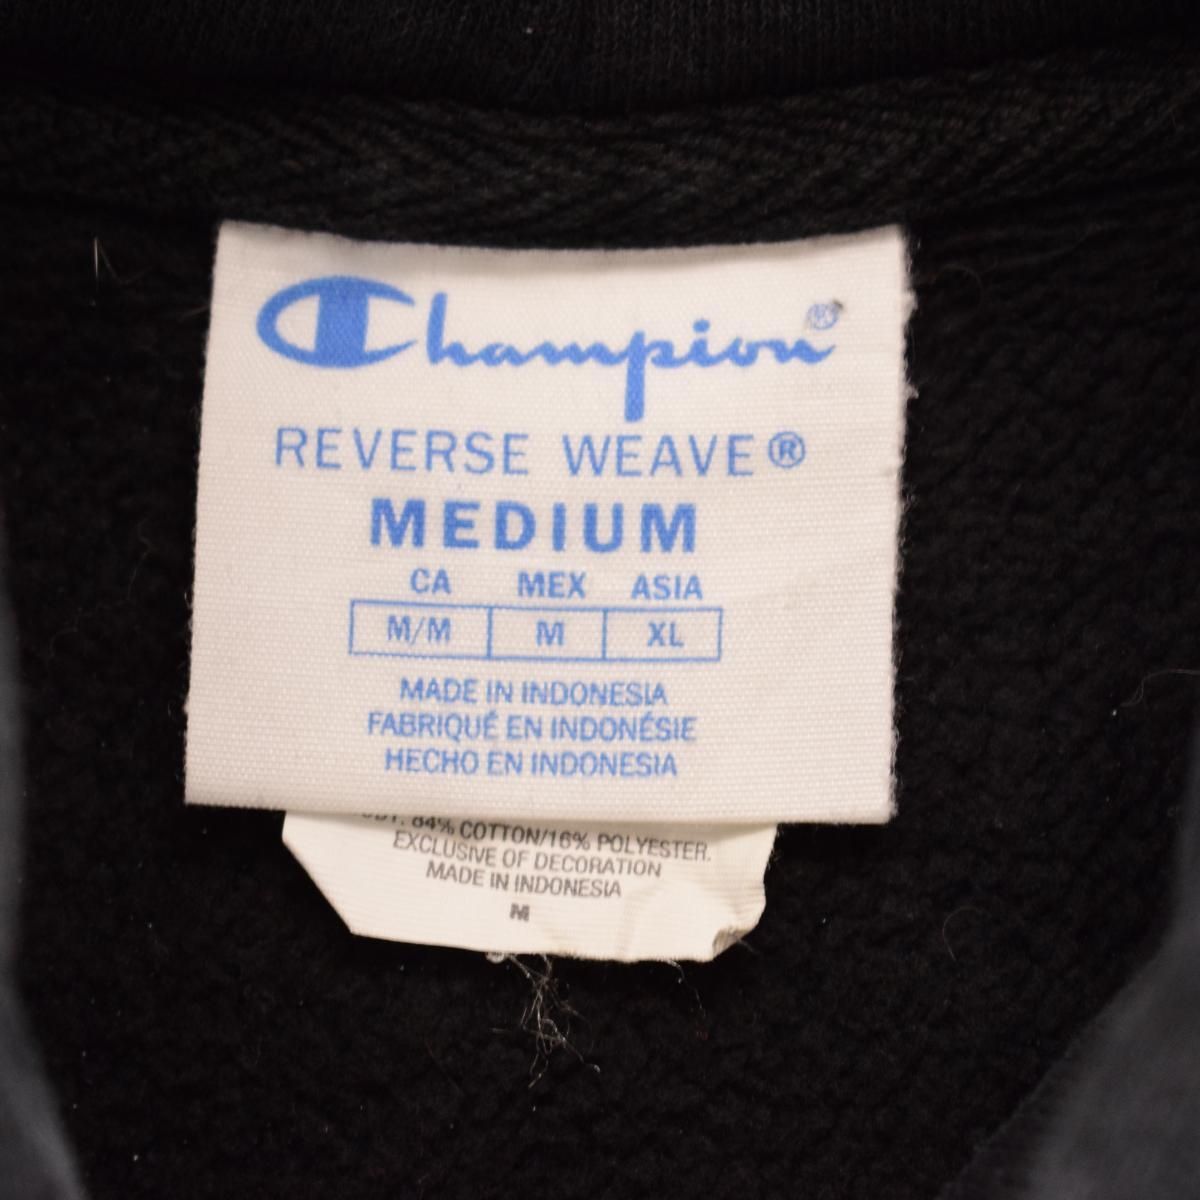 Champion®
REVERSE WEAVE®
MEDIUM
CA MEX ASIA
M/M M XL
MADE IN INDONESIA
FABRIQUÉ EN INDONÉSIE
HECHO EN INDONESIA
84% COTTON/16% POLYESTER.
EXCLUSIVE OF DECORATION
MADE IN INDONESIA
M